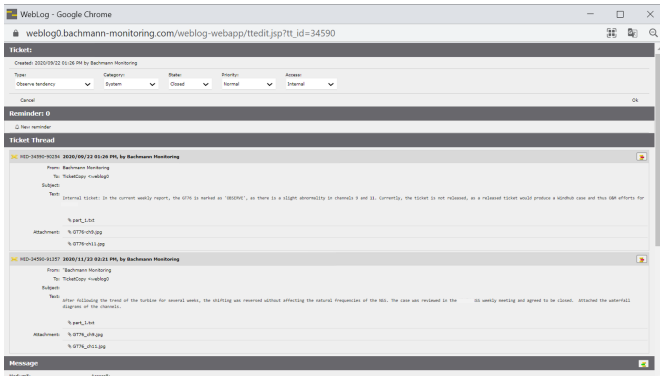 WebLog - Google Chrome
weblog0.bachmann-monitoring.com/weblog-webapp/ttedit.jsp?tt_id=34590
Ticket:
Created: 2020/09/22 01:26 PM by Bachmann Monitoring
Type: Category: State: Priority: Access:
Observe tendency System Closed Normal Internal
Cancel Ok
Reminder: 0
New reminder
Ticket Thread
MID-34590-90254 2020/09/22 01:26 PM, by Bachmann Monitoring
From: Bachmann Monitoring
To: TicketCopy <weblog0
Subject:
Text: Internal ticket: In the current weekly report, the GT76 is marked as 'OBSERVE', as there is a slight abnormality in channels 9 and 11. Currently, the ticket is not released, as a released ticket would produce a Windhub case and thus O&M efforts for
part_1.txt
Attachment: GT76-ch9.jpg
GT76-ch11.jpg
MID-34590-91257 2020/11/23 02:21 PM, by Bachmann Monitoring
From: "Bachmann Monitoring
To: TicketCopy <weblog0
Subject:
Text: After following the trend of the turbine for several weeks, the shifting was reversed without affecting the natural frequencies of the the case was reviewed in the weekly meeting and agreed to be closed. Attached the waterfall
diagrams of the channels.
part_1.txt
Attachment: GT76_ch9.jpg
GT76_ch11.jpg
Message